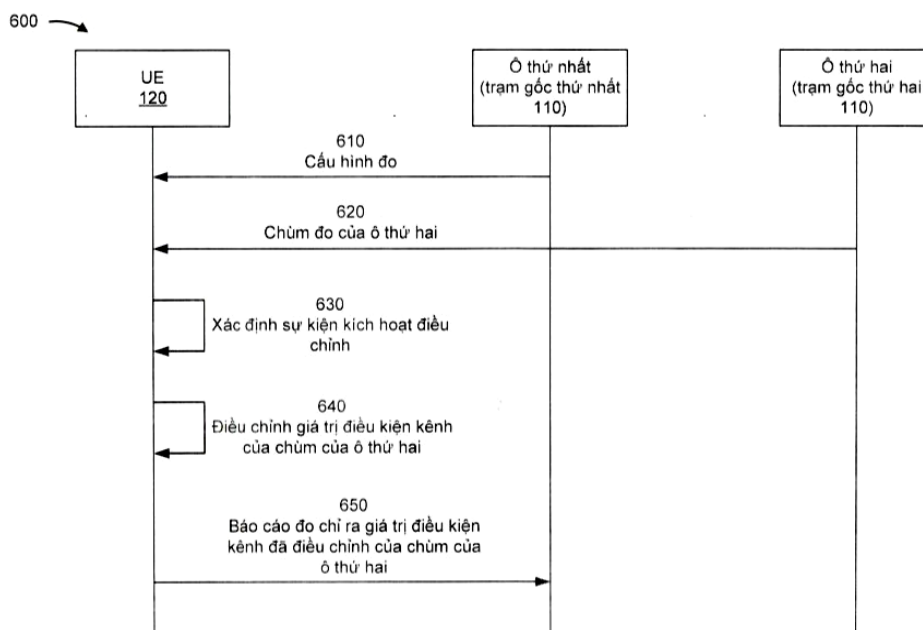 600
UE
120
Ô thứ nhất
(trạm gốc thứ nhất
110)
Ô thứ hai
(trạm gốc thứ hai
110)
610
Cấu hình đo
620
Chùm đo của ô thứ hai
630
Xác định sự kiện kích hoạt điều
chỉnh
640
Điều chỉnh giá trị điều kiện kênh
của chùm của ô thứ hai
650
Báo cáo đo chỉ ra giá trị điều kiện
kênh đã điều chỉnh của chùm của
ô thứ hai